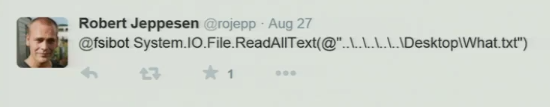 Robert Jeppesen @rojepp · Aug 27
@fsibot System.IO.File.ReadAllText(@"..\..\..\..\..\Desktop\What.txt")
1